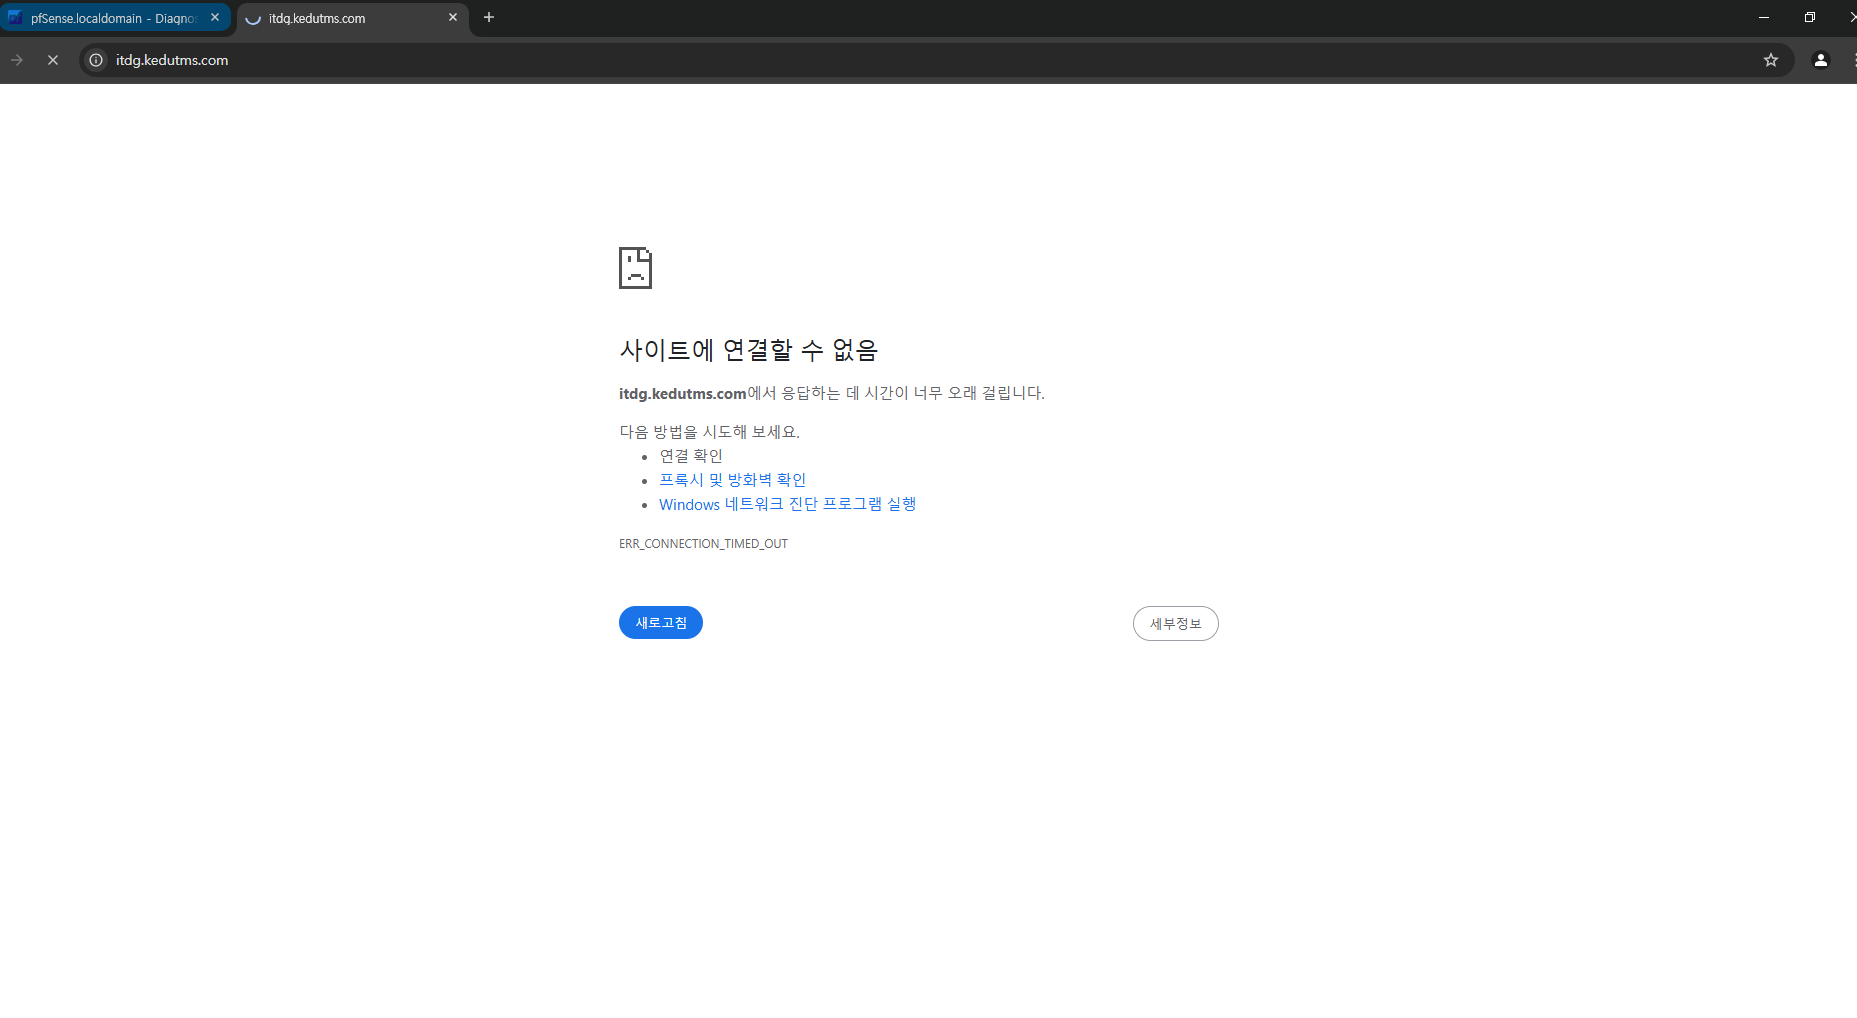 pfSense.localdomain - Diagnos
itdg.kedutms.com
itdg.kedutms.com
사이트에 연결할 수 없음
itdg.kedutms.com에서 응답하는 데 시간이 너무 오래 걸립니다.
다음 방법을 시도해 보세요.
연결 확인
프록시 및 방화벽 확인
Windows 네트워크 진단 프로그램 실행
ERR_CONNECTION_TIMED_OUT
새로고침
세부정보